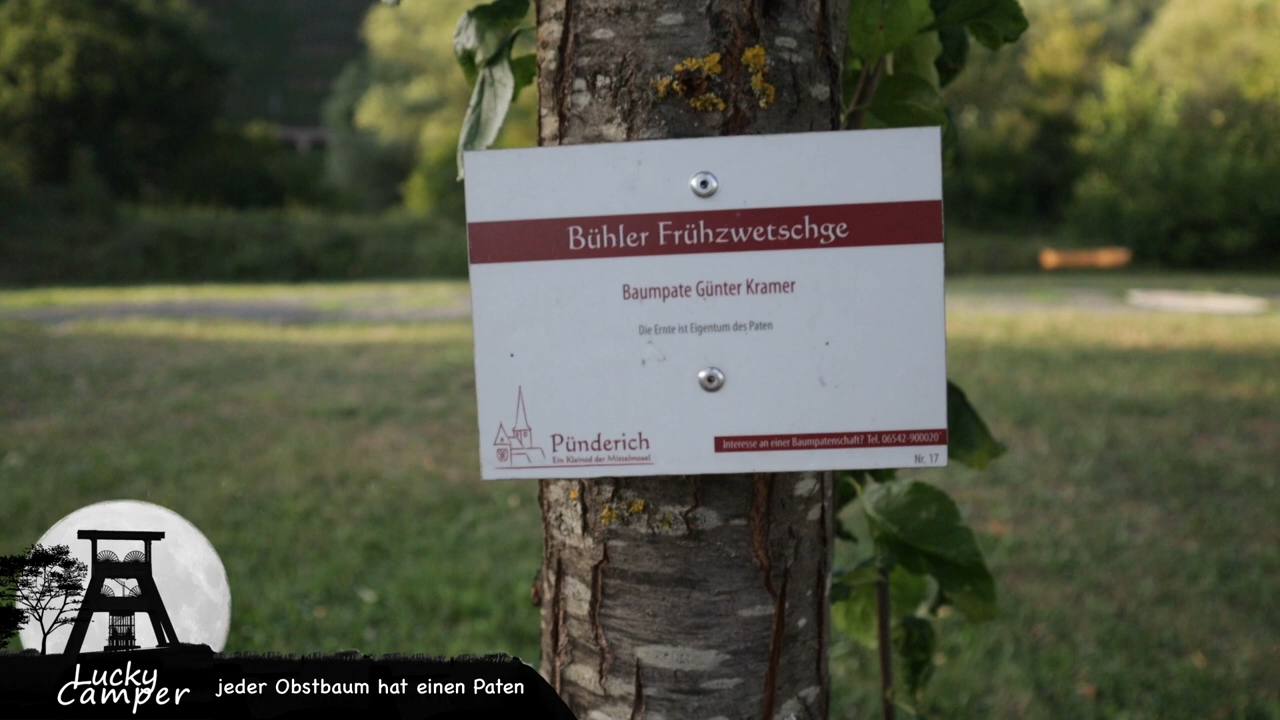 Bühler Frühzwetschge
Baumpate Günter Kramer
Die Ernte ist Eigentum des Paten
Pünderich
Ein Kleinod der Mittelmosel
Interesse an einer Baumpatenschaft? Tel. 06542-900020
Nr. 17
Lucky
Camper
jeder Obstbaum hat einen Paten